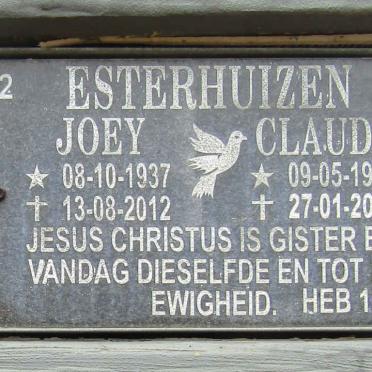 2
ESTERHUIZEN
JOEY CLAUD
08-10-1937 09-05-19
13-08-2012 27-01-20
JESUS CHRISTUS IS GISTER E
VANDAG DIESELFDE EN TOT
EWIGHEID. HEB 1